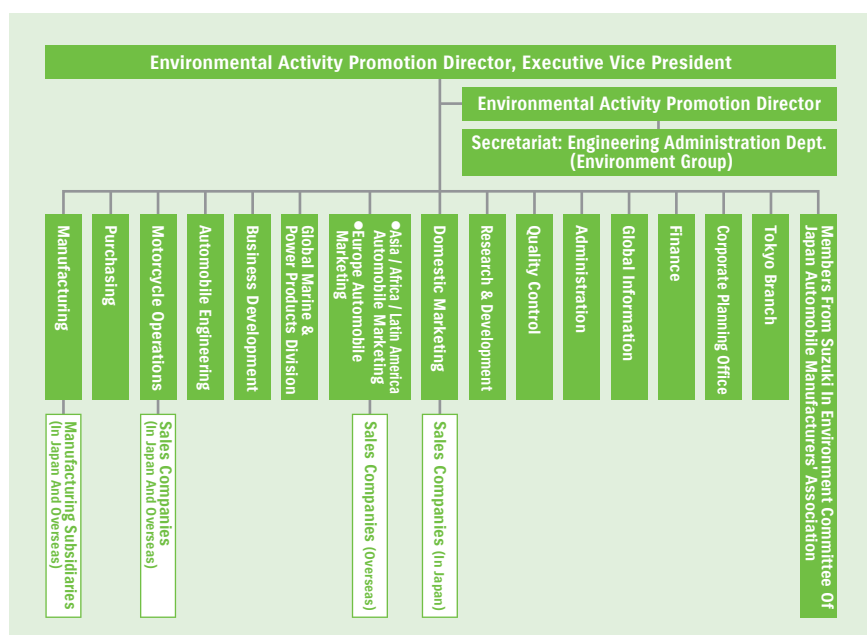 Environmental Activity Promotion Director, Executive Vice President
Environmental Activity Promotion Director
Secretariat: Engineering Administration Dept.
(Environment Group)
Manufacturing
Purchasing
Motorcycle Operations
Automobile Engineering
Business Development
Global Marine &
Power Products Division
●Asia / Africa / Latin America
Automobile Marketing
●Europe Automobile
Marketing
Domestic Marketing
Research & Development
Quality Control
Administration
Global Information
Finance
Corporate Planning Office
Tokyo Branch
Members From Suzuki In Environment Committee Of
Japan Automobile Manufacturers' Association
Manufacturing Subsidiaries
(In Japan And Overseas)
Sales Companies
(In Japan And Overseas)
Sales Companies (Overseas)
Sales Companies (In Japan)